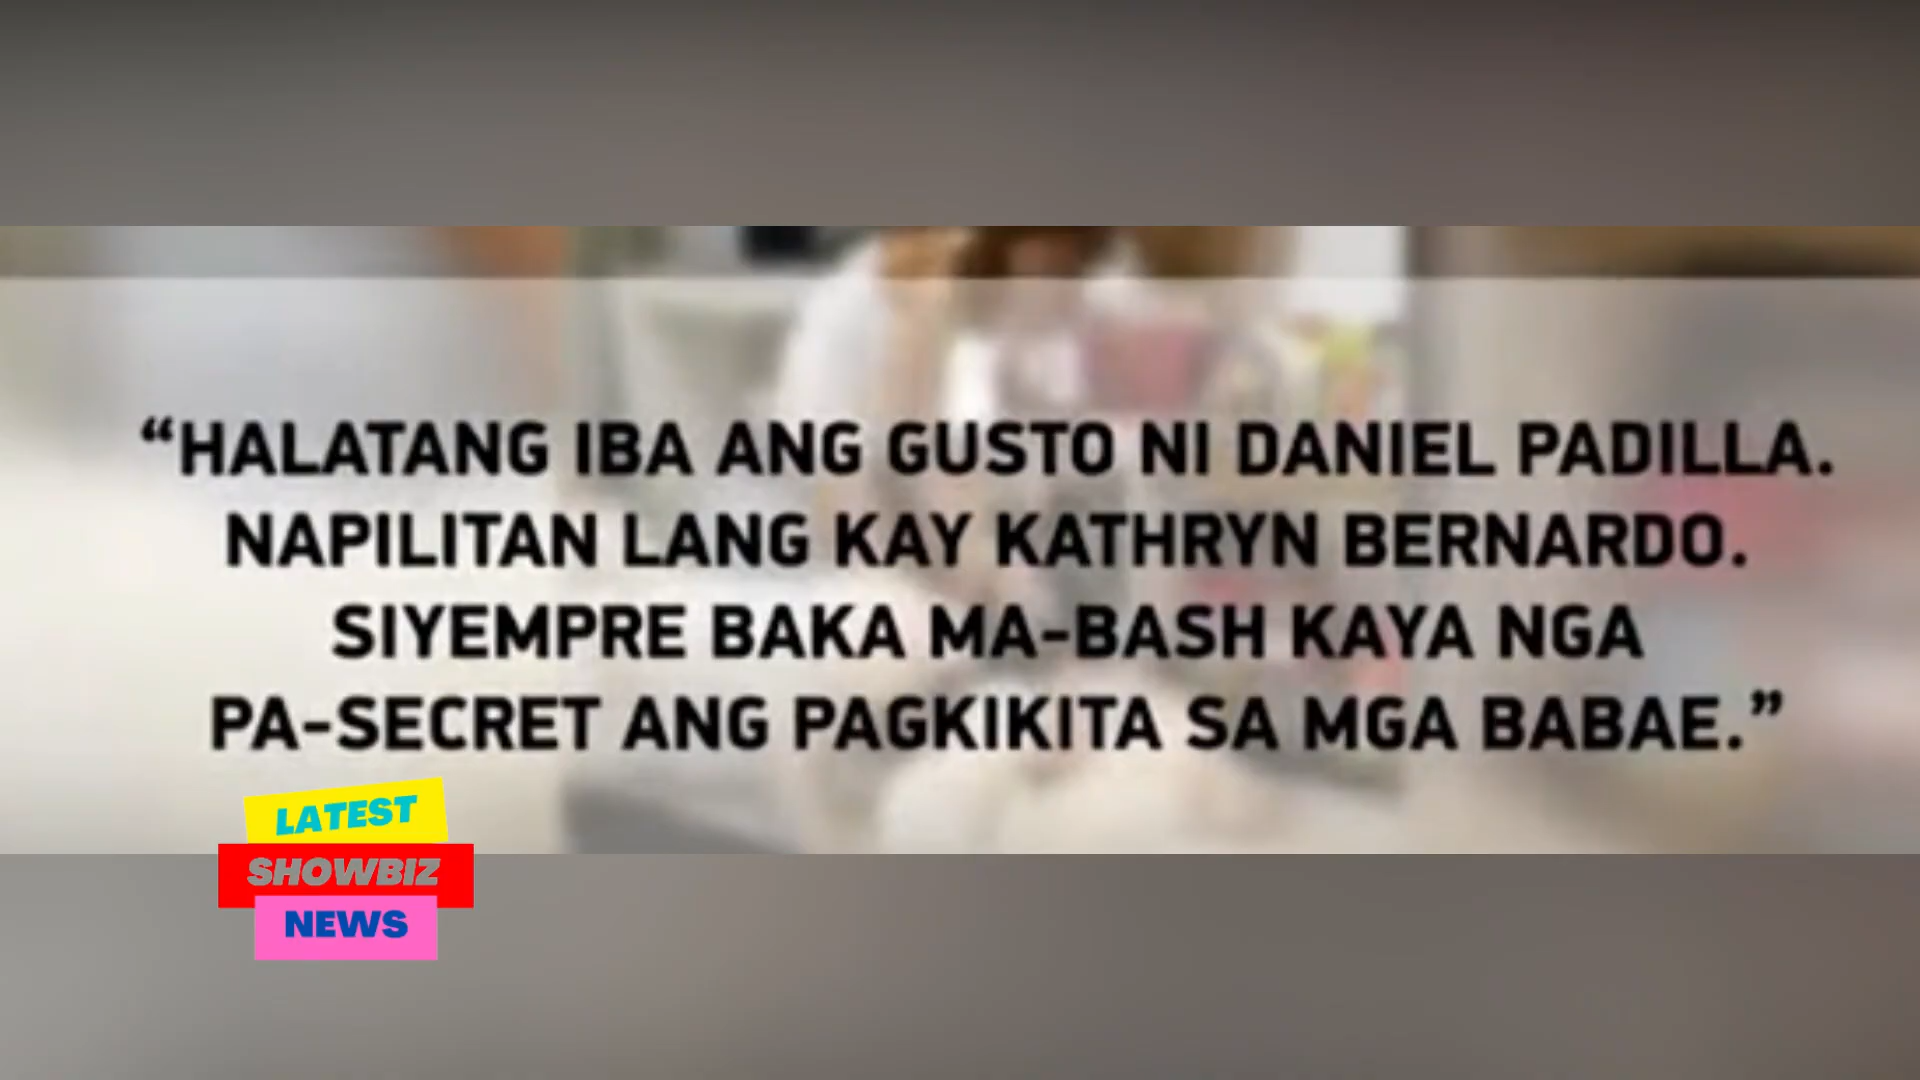 “HALATANG IBA ANG GUSTO NI DANIEL PADILLA.
NAPILITAN LANG KAY KATHRYN BERNARDO.
SIYEMPRE BAKA MA-BASH KAYA NGA
PA-SECRET ANG PAGKIKITA SA MGA BABAE.”
LATEST
SHOWBIZ
NEWS